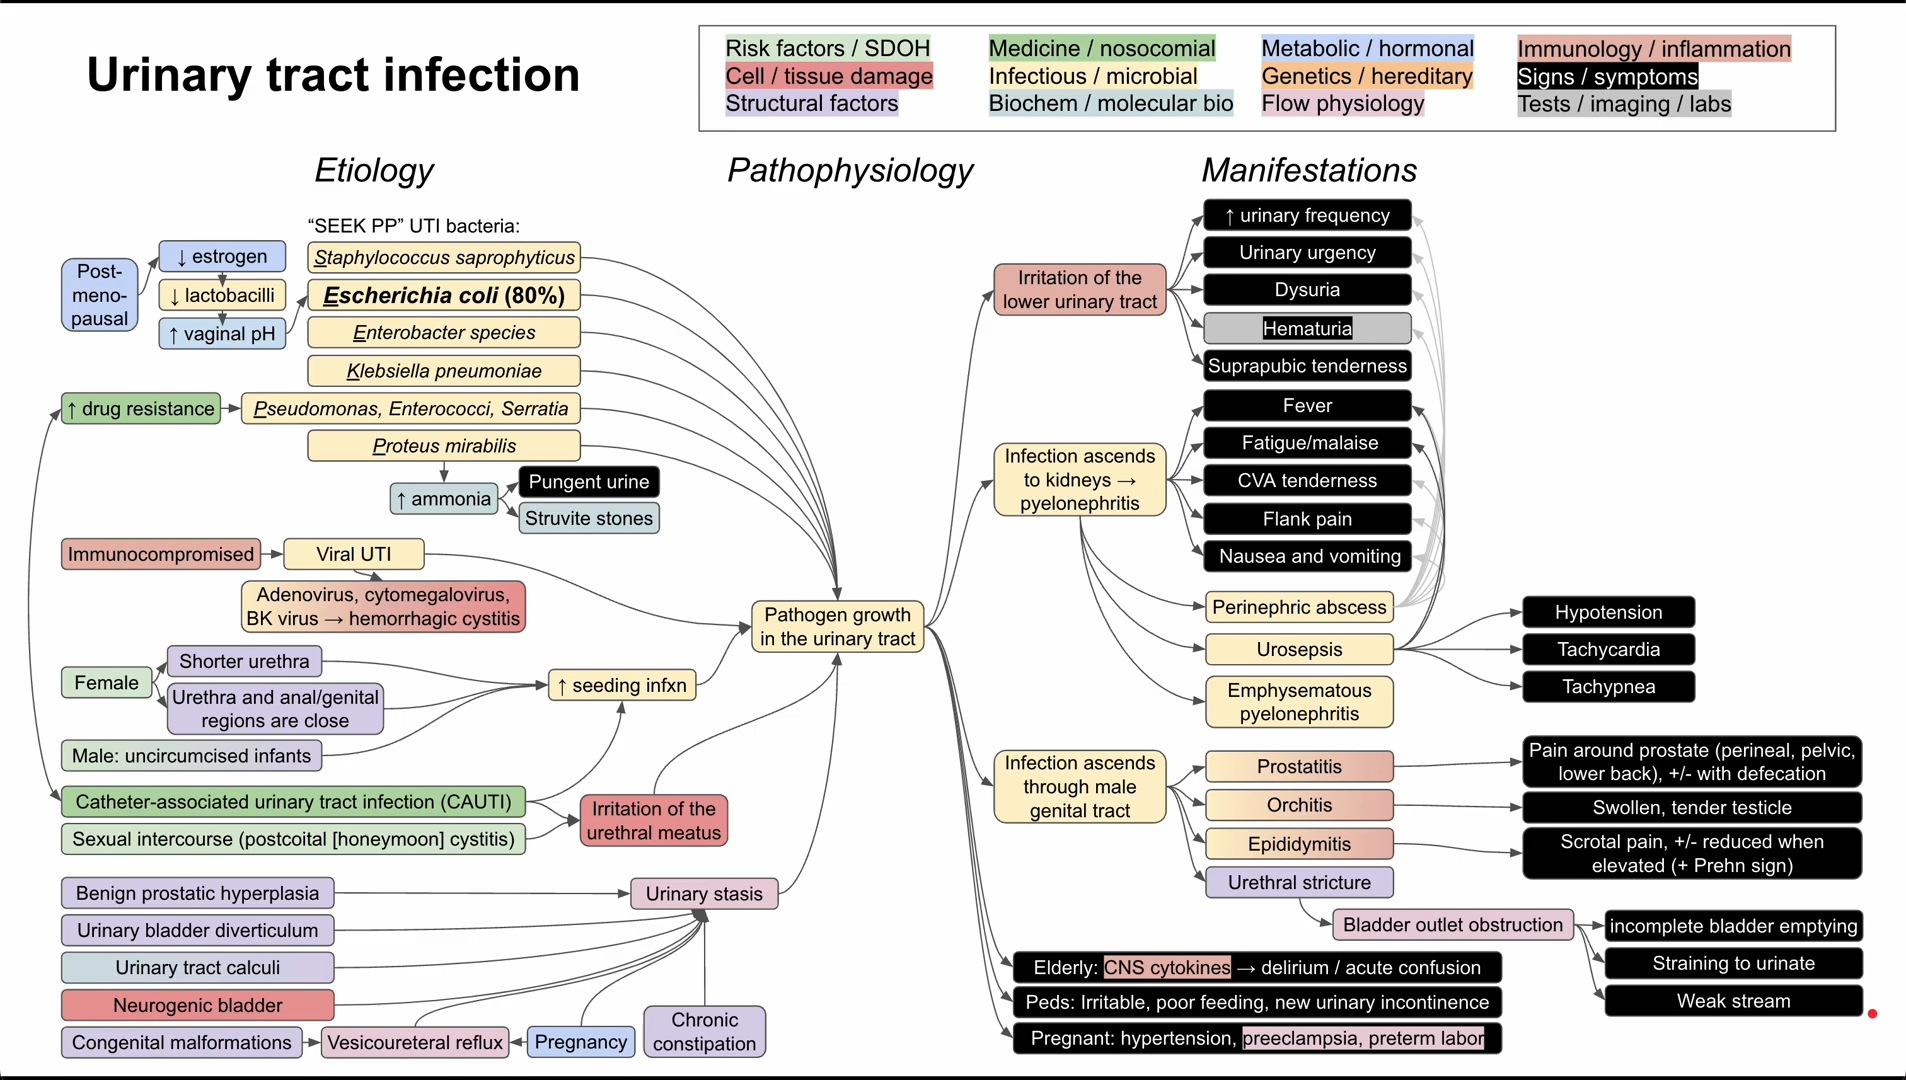 Urinary tract infection
Risk factors / SDOH
Cell / tissue damage
Structural factors
Medicine / nosocomial
Infectious / microbial
Biochem / molecular bio
Metabolic / hormonal
Genetics / hereditary
Flow physiology
Immunology / inflammation
Signs / symptoms
Tests / imaging / labs
Etiology
Pathophysiology
Manifestations
“SEEK PP” UTI bacteria:
Post-
meno-
pausal
↓ estrogen
↓ lactobacilli
↑ vaginal pH
Staphylococcus saprophyticus
Escherichia coli (80%)
Enterobacter species
Klebsiella pneumoniae
↑ drug resistance
Pseudomonas, Enterococci, Serratia
Proteus mirabilis
↑ ammonia
Pungent urine
Struvite stones
Immunocompromised
Viral UTI
Adenovirus, cytomegalovirus,
BK virus → hemorrhagic cystitis
Female
Shorter urethra
Urethra and anal/genital
regions are close
Male: uncircumcised infants
↑ seeding infxn
Catheter-associated urinary tract infection (CAUTI)
Sexual intercourse (postcoital [honeymoon] cystitis)
Irritation of the
urethral meatus
Benign prostatic hyperplasia
Urinary bladder diverticulum
Urinary tract calculi
Neurogenic bladder
Congenital malformations
Vesicoureteral reflux
Pregnancy
Chronic
constipation
Urinary stasis
Pathogen growth
in the urinary tract
Irritation of the
lower urinary tract
↑ urinary frequency
Urinary urgency
Dysuria
Hematuria
Suprapubic tenderness
Infection ascends
to kidneys →
pyelonephritis
Fever
Fatigue/malaise
CVA tenderness
Flank pain
Nausea and vomiting
Perinephric abscess
Urosepsis
Emphysematous
pyelonephritis
Hypotension
Tachycardia
Tachypnea
Infection ascends
through male
genital tract
Prostatitis
Orchitis
Epididymitis
Urethral stricture
Pain around prostate (perineal, pelvic,
lower back), +/- with defecation
Swollen, tender testicle
Scrotal pain, +/- reduced when
elevated (+ Prehn sign)
Bladder outlet obstruction
incomplete bladder emptying
Straining to urinate
Weak stream
Elderly: CNS cytokines → delirium / acute confusion
Peds: Irritable, poor feeding, new urinary incontinence
Pregnant: hypertension, preeclampsia, preterm labor